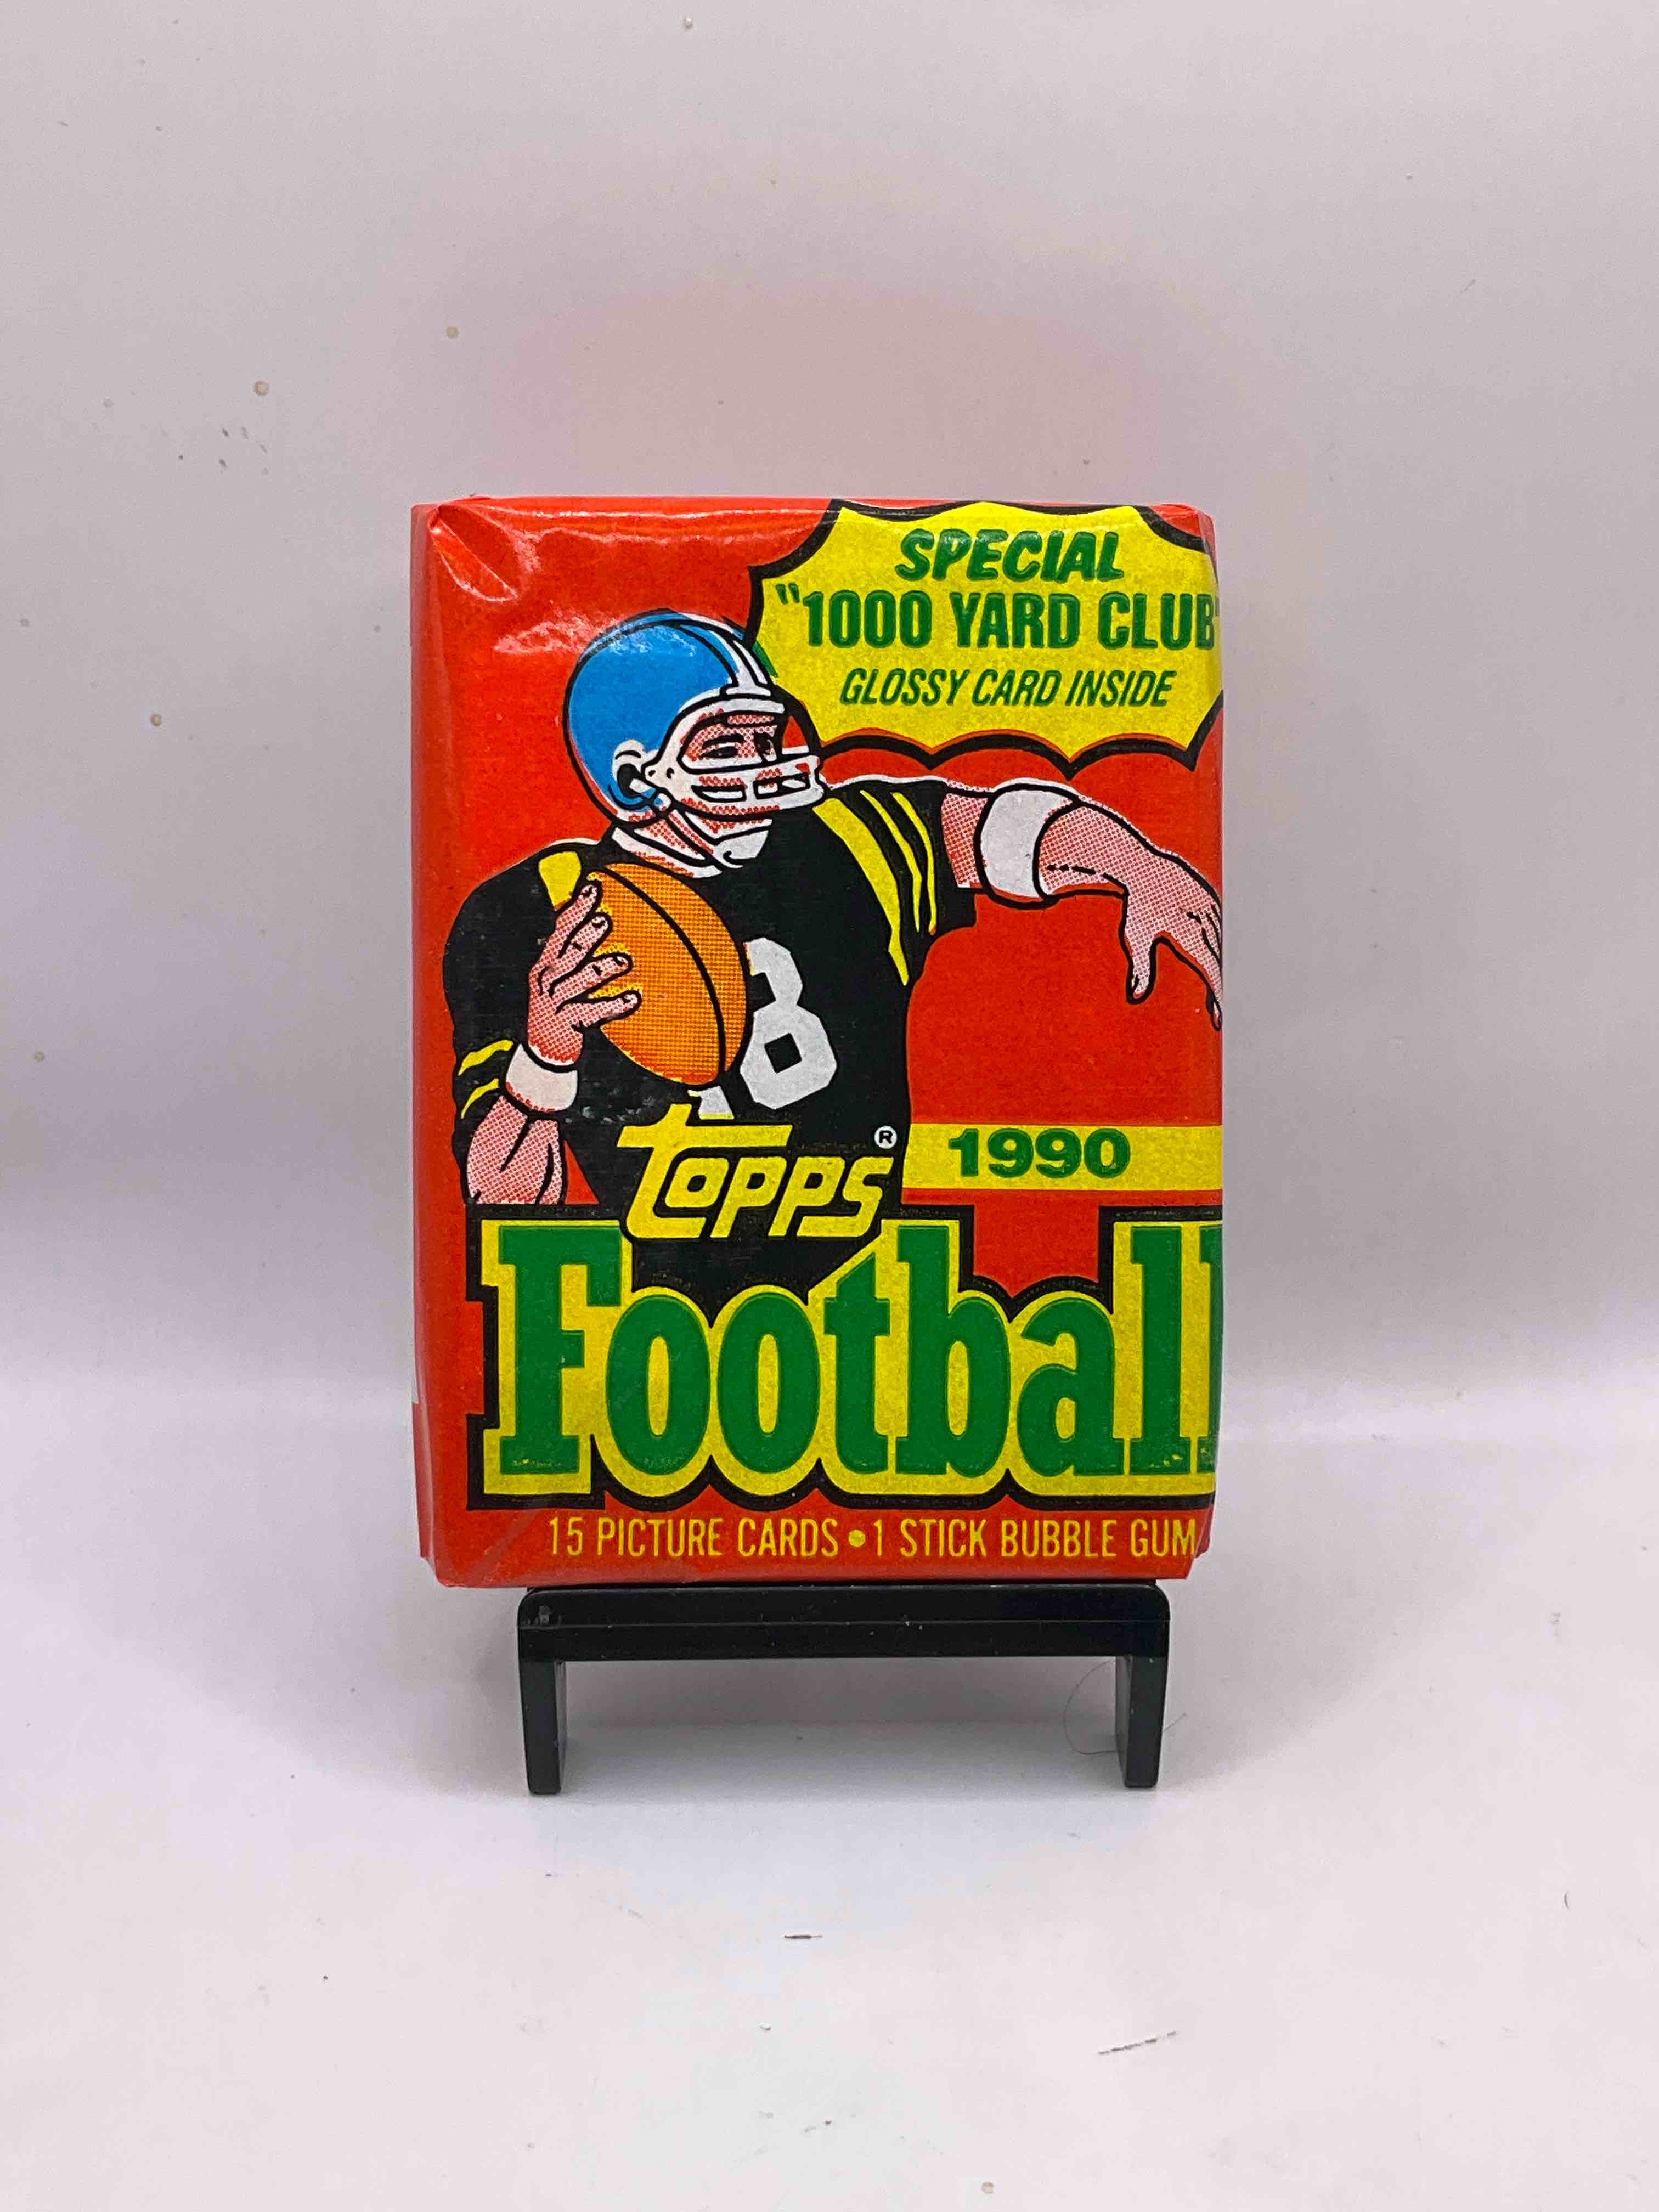 SPECIAL
"1000 YARD CLUB"
GLOSSY CARD INSIDE
8
topps®
1990
Football
15 PICTURE CARDS • 1 STICK BUBBLE GUM